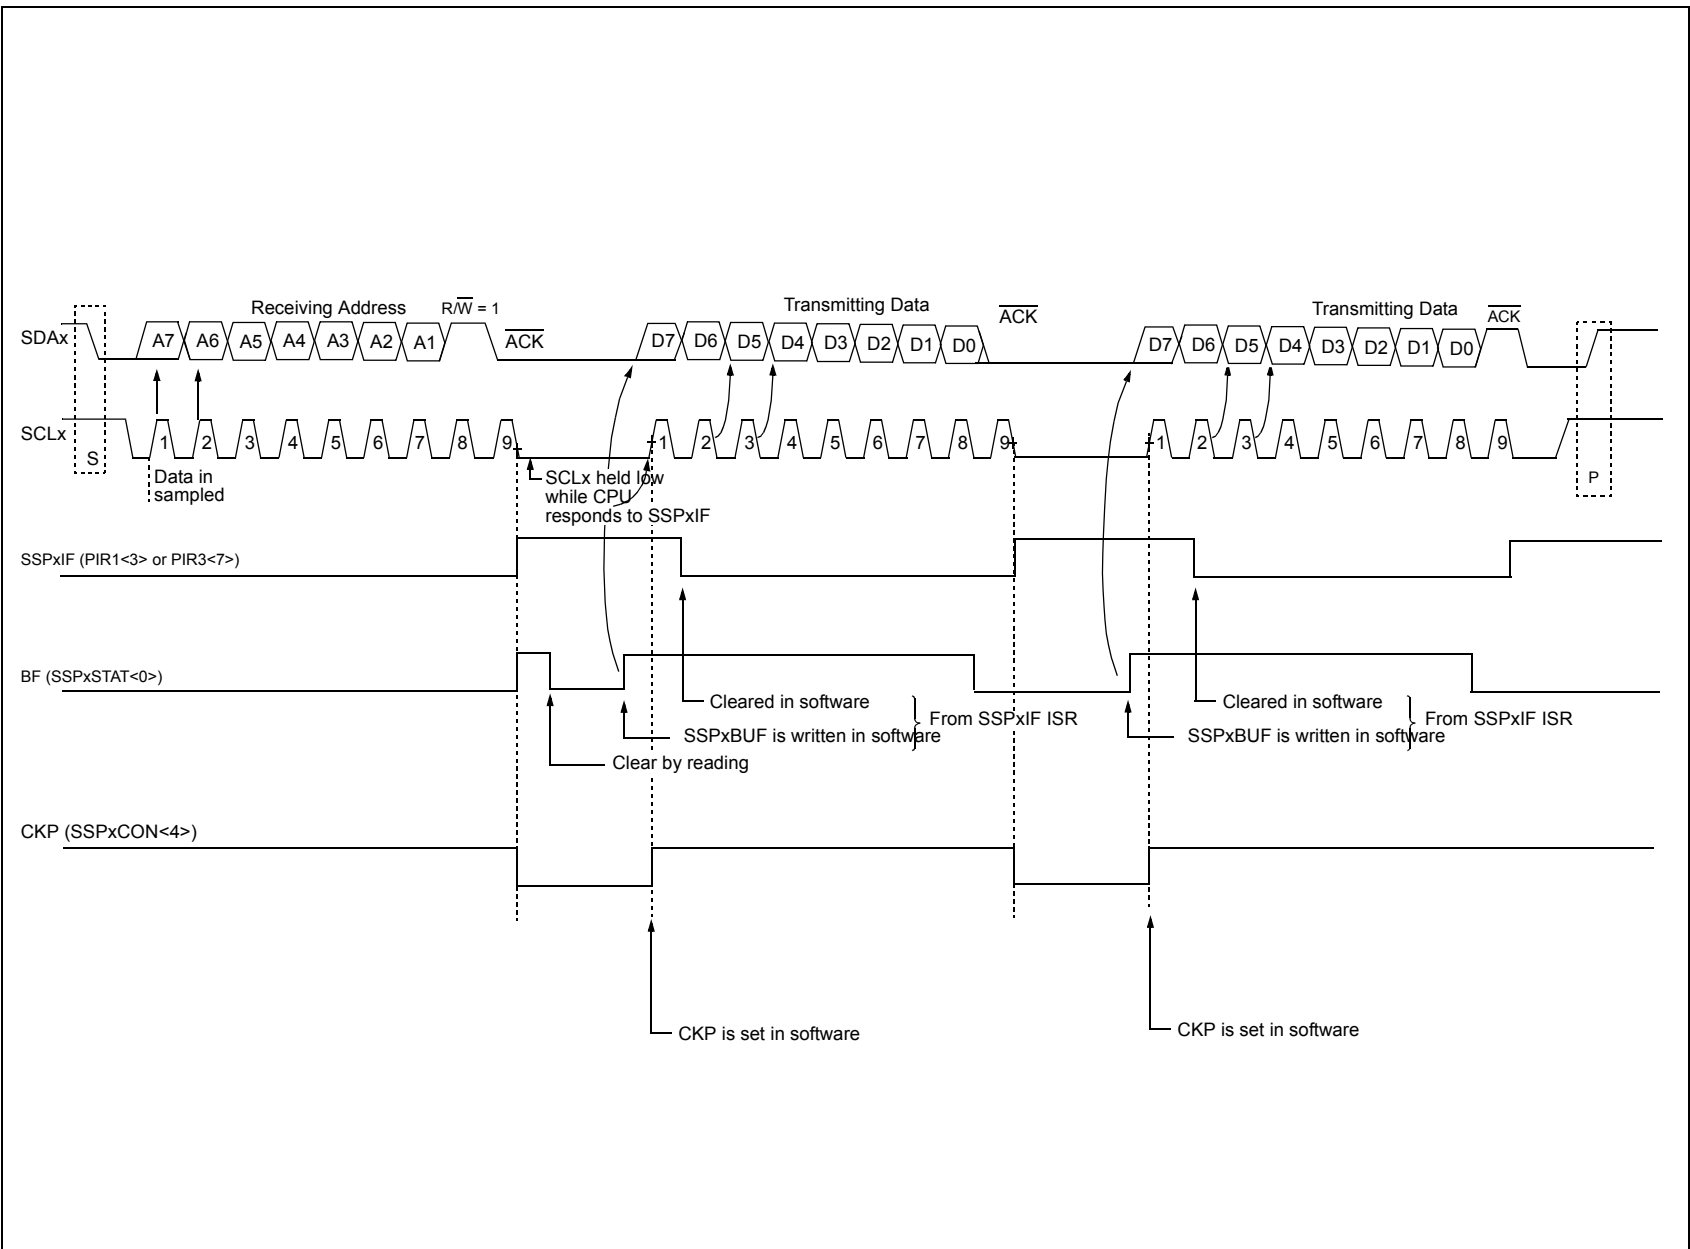 Receiving Address
R/W = 1
Transmitting Data
ACK
Transmitting Data
ACK
SDAx
A7 A6 A5 A4 A3 A2 A1
ACK
D7 D6 D5 D4 D3 D2 D1 D0
D7 D6 D5 D4 D3 D2 D1 D0
SCLx
S
1 2 3 4 5 6 7 8 9
1 2 3 4 5 6 7 8 9
1 2 3 4 5 6 7 8 9
P
Data in
sampled
SCLx held low
while CPU
responds to SSPxIF
SSPxIF (PIR1<3> or PIR3<7>)
BF (SSPxSTAT<0>)
Cleared in software
From SSPxIF ISR
SSPxBUF is written in software
Clear by reading
Cleared in software
From SSPxIF ISR
SSPxBUF is written in software
CKP (SSPxCON<4>)
CKP is set in software
CKP is set in software